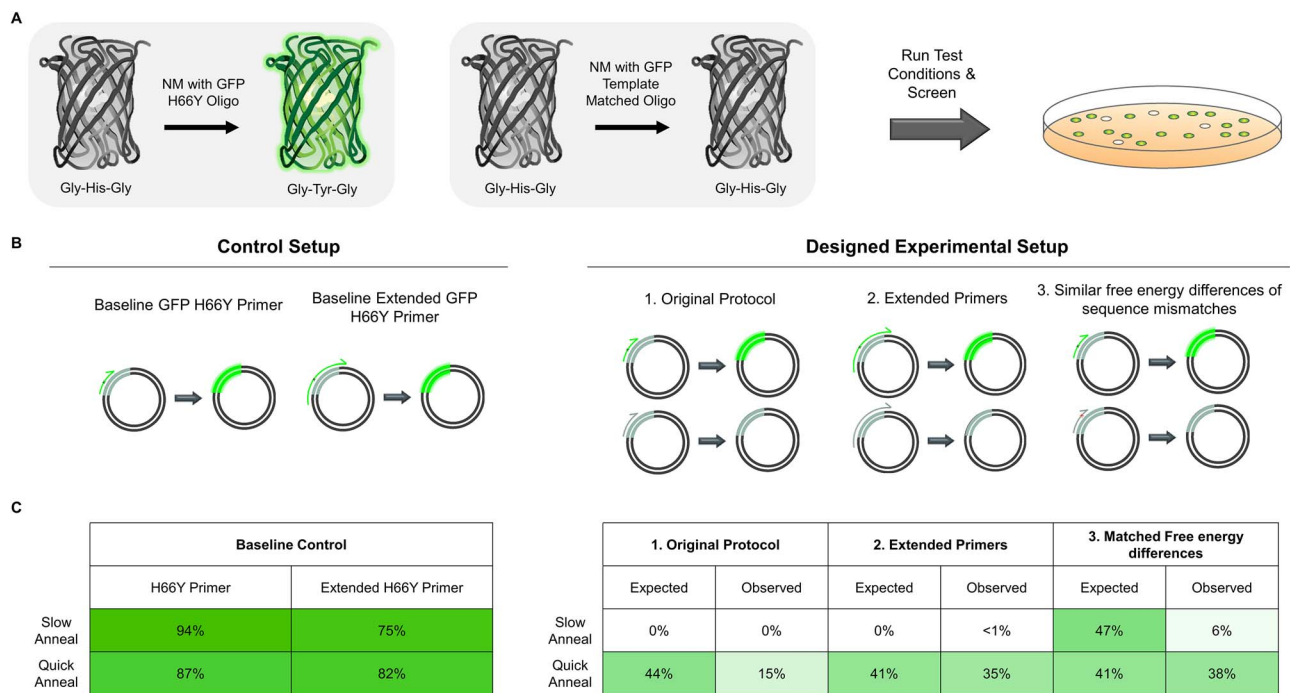 A
NM with GFP
H66Y Oligo
Gly-His-Gly
Gly-Tyr-Gly
NM with GFP
Template
Matched Oligo
Gly-His-Gly
Gly-His-Gly
Run Test
Conditions &
Screen
B
Control Setup
Baseline GFP H66Y Primer
Baseline Extended GFP
H66Y Primer
Designed Experimental Setup
1. Original Protocol
2. Extended Primers
3. Similar free energy differences of
sequence mismatches
C
Baseline Control
H66Y Primer
Extended H66Y Primer
Slow
Anneal
94%
75%
Quick
Anneal
87%
82%
1. Original Protocol
2. Extended Primers
3. Matched Free energy
differences
Expected
Observed
Expected
Observed
Expected
Observed
Slow
Anneal
0%
0%
0%
<1%
47%
6%
Quick
Anneal
44%
15%
41%
35%
41%
38%